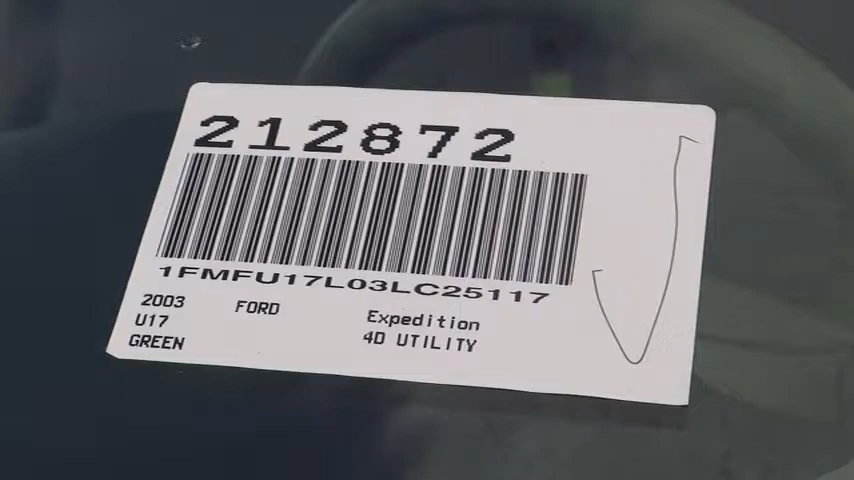 212872
1FMFU17L03LC25117
2003 FORD Expedition
U17 4D UTILITY
GREEN